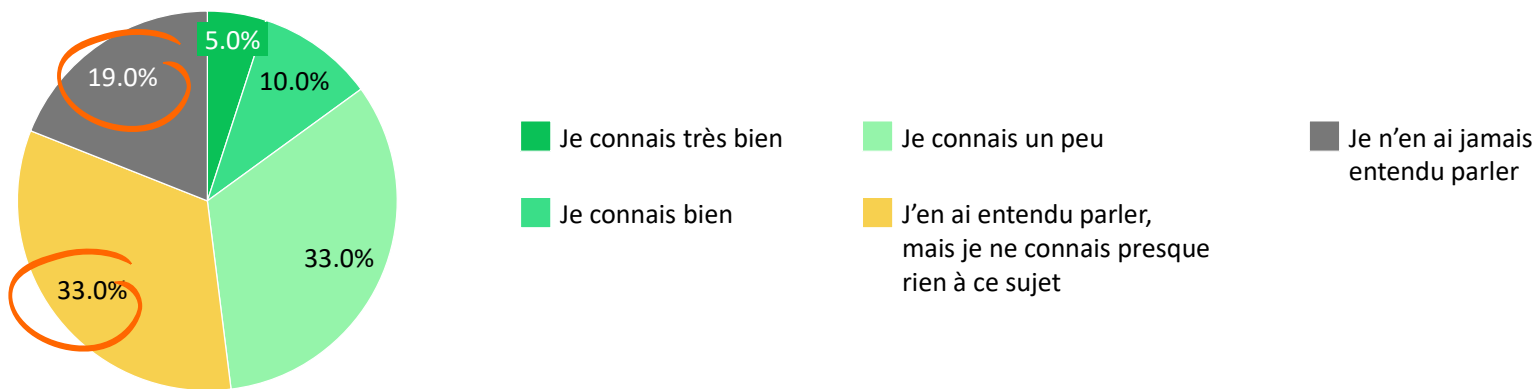 5.0%
10.0%
19.0%
33.0%
33.0%
Je connais très bien
Je connais bien
Je connais un peu
J'en ai entendu parler,
mais je ne connais presque
rien à ce sujet
Je n'en ai jamais
entendu parler